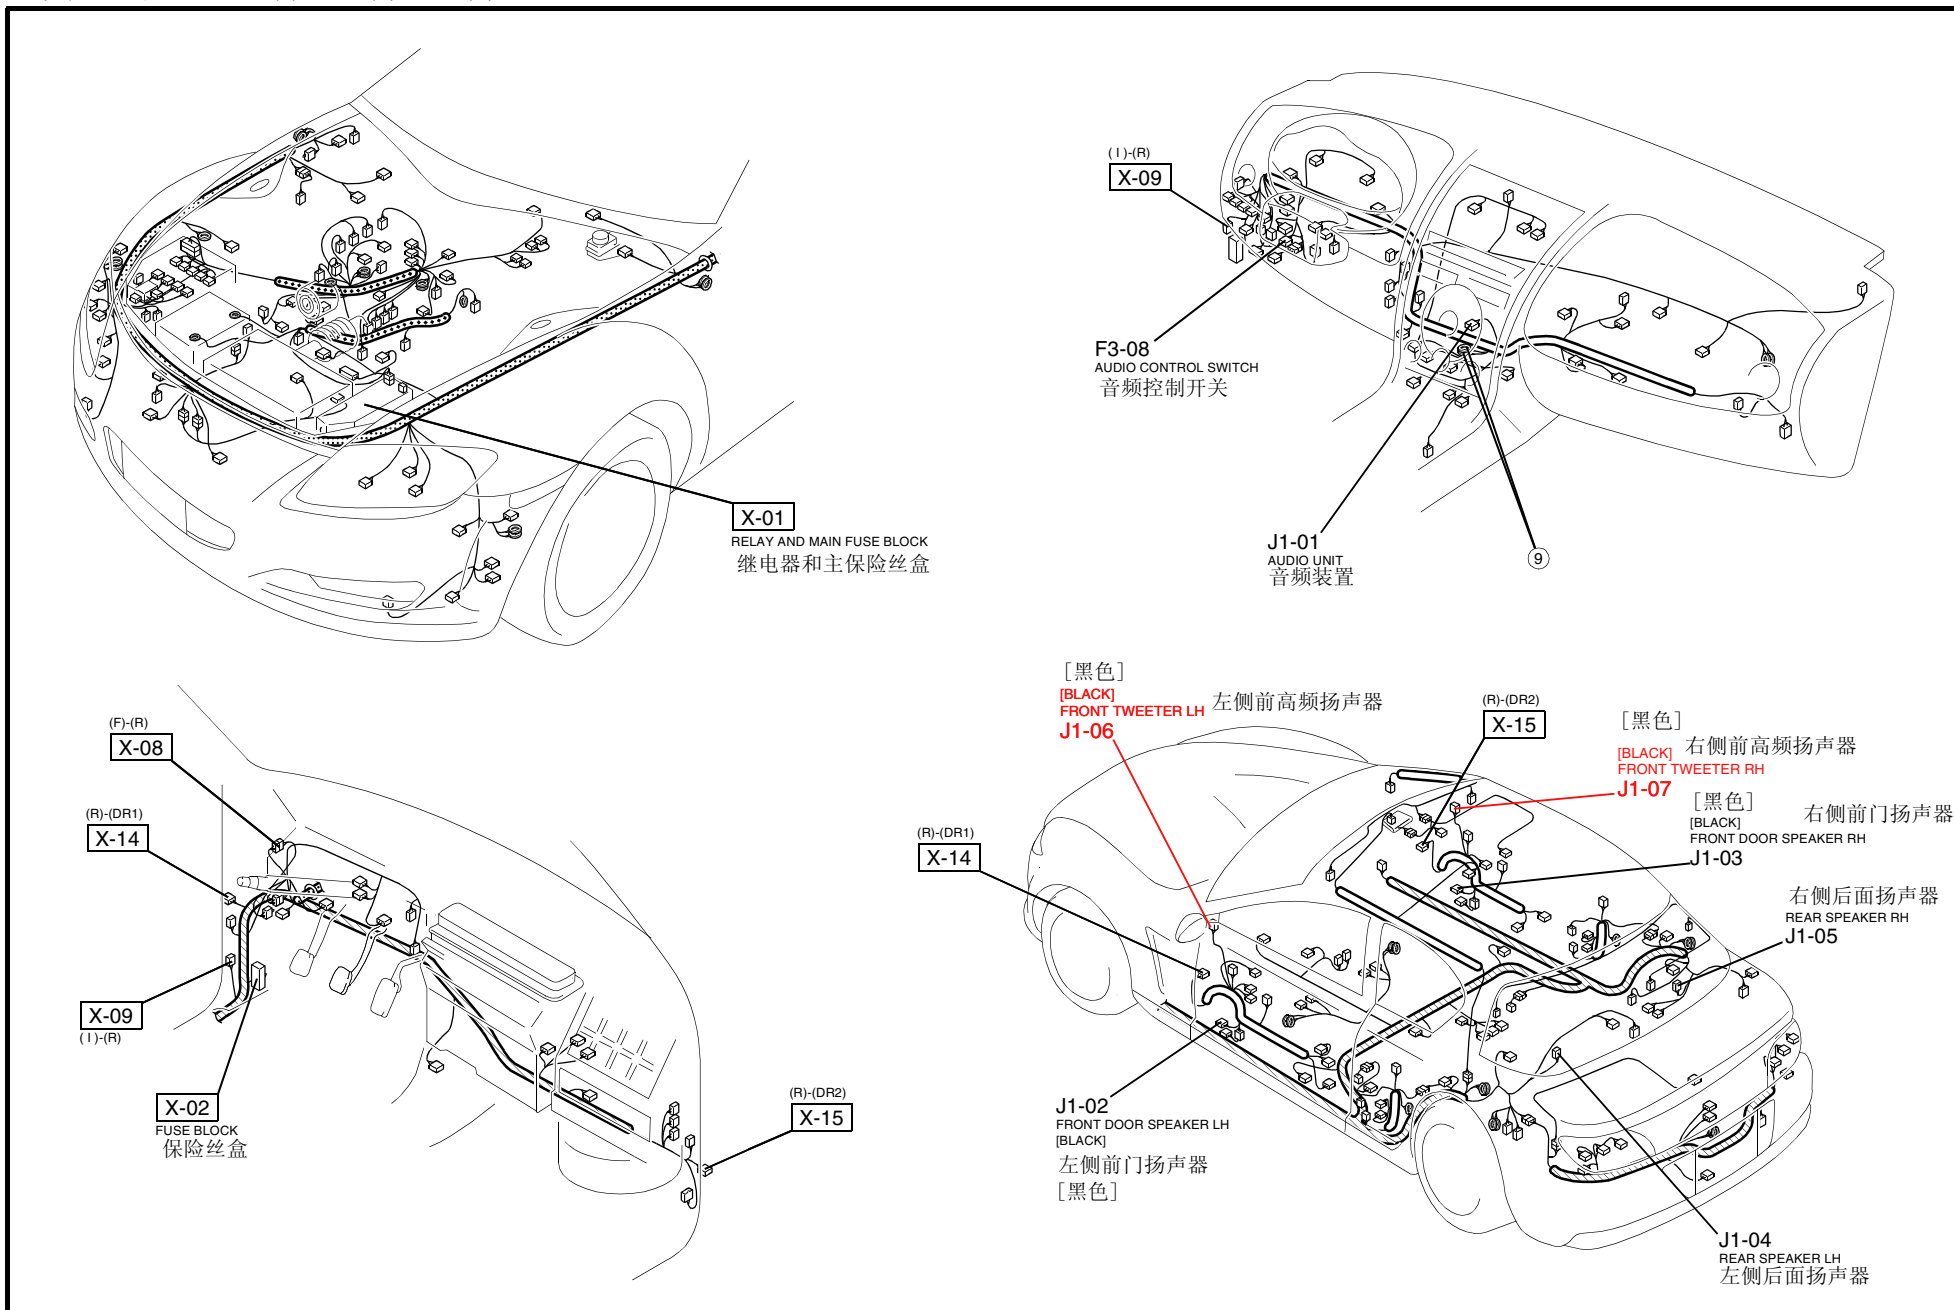 X-01
RELAY AND MAIN FUSE BLOCK
继电器和主保险丝盒
( I )-(R)
X-09
F3-08
AUDIO CONTROL SWITCH
音频控制开关
J1-01
AUDIO UNIT
音频装置
9
(F)-(R)
X-08
(R)-(DR1)
X-14
X-09
( I )-(R)
X-02
FUSE BLOCK
保险丝盒
(R)-(DR2)
X-15
[黑色]
[BLACK]
FRONT TWEETER LH 左侧前高频扬声器
J1-06
(R)-(DR2)
X-15
[黑色]
[BLACK] 右侧前高频扬声器
FRONT TWEETER RH
J1-07
[黑色] 右侧前门扬声器
[BLACK]
FRONT DOOR SPEAKER RH
J1-03
(R)-(DR1)
X-14
右侧后面扬声器
REAR SPEAKER RH
J1-05
J1-02
FRONT DOOR SPEAKER LH
[BLACK]
左侧前门扬声器
[黑色]
J1-04
REAR SPEAKER LH
左侧后面扬声器